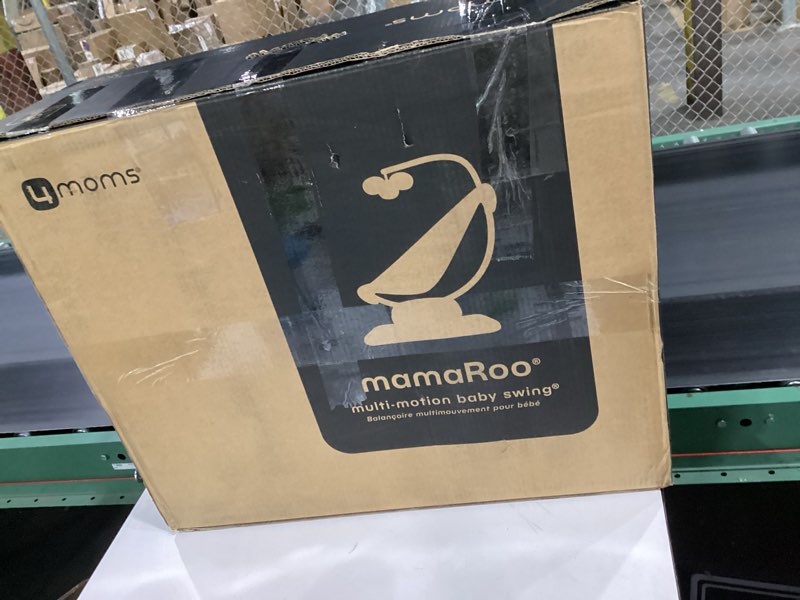 4moms®
mamaRoo®
multi-motion baby swing®
Balançoire multimouvement pour bébé